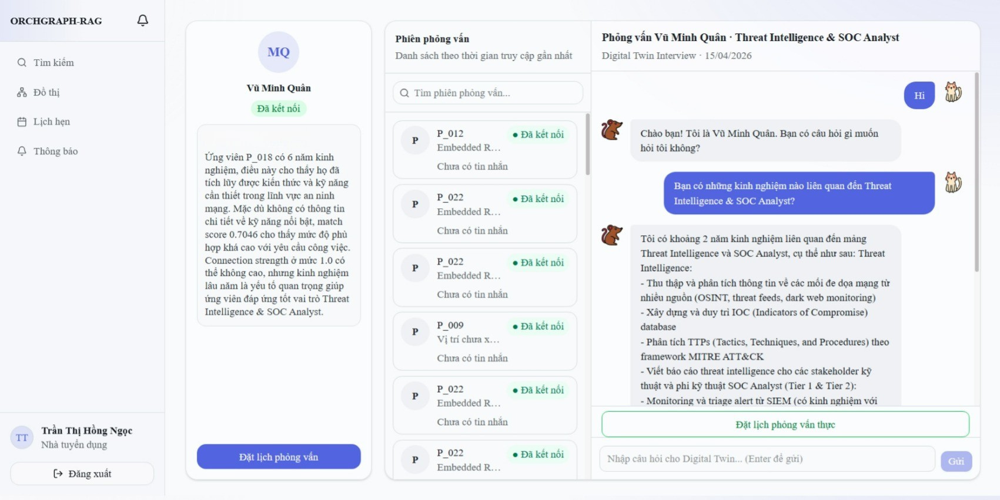 ORCHGRAPH-RAG
Tìm kiếm
Đồ thị
Lịch hẹn
Thông báo
TT
Trần Thị Hồng Ngọc
Nhà tuyển dụng
Đăng xuất
MQ
Vũ Minh Quân
Đã kết nối
Ứng viên P_018 có 6 năm kinh
nghiệm, điều này cho thấy họ đã
tích lũy được kiến thức và kỹ năng
cần thiết trong lĩnh vực an ninh
mạng. Mặc dù không có thông tin
chi tiết về kỹ năng nổi bật, match
score 0.7046 cho thấy mức độ phù
hợp khá cao với yêu cầu công việc.
Connection strength ở mức 1.0 có
thể không cao, nhưng kinh nghiệm
lâu năm là yếu tố quan trọng giúp
ứng viên đáp ứng tốt vai trò Threat
Intelligence & SOC Analyst.
Đặt lịch phỏng vấn
Phiên phỏng vấn
Danh sách theo thời gian truy cập gần nhất
Tìm phiên phỏng vấn...
P
P_012
Đã kết nối
Embedded R...
Chưa có tin nhắn
P
P_022
Đã kết nối
Embedded R...
Chưa có tin nhắn
P
P_022
Đã kết nối
Embedded R...
Chưa có tin nhắn
P
P_009
Đã kết nối
Vị trí chưa x...
Chưa có tin nhắn
P
P_022
Đã kết nối
Embedded R...
Chưa có tin nhắn
P
P_022
Đã kết nối
Embedded R...
Phỏng vấn Vũ Minh Quân · Threat Intelligence & SOC Analyst
Digital Twin Interview · 15/04/2026
Hi
Chào bạn! Tôi là Vũ Minh Quân. Bạn có câu hỏi gì muốn
hỏi tôi không?
Bạn có những kinh nghiệm nào liên quan đến Threat
Intelligence & SOC Analyst?
Tôi có khoảng 2 năm kinh nghiệm liên quan đến mảng
Threat Intelligence và SOC Analyst, cụ thể như sau: Threat
Intelligence:
- Thu thập và phân tích thông tin về các mối đe dọa mạng từ
nhiều nguồn (OSINT, threat feeds, dark web monitoring)
- Xây dựng và duy trì IOC (Indicators of Compromise)
database
- Phân tích TTPs (Tactics, Techniques, and Procedures) theo
framework MITRE ATT&CK
- Viết báo cáo threat intelligence cho các stakeholder kỹ
thuật và phi kỹ thuật SOC Analyst (Tier 1 & Tier 2):
- Monitoring và triage alert từ SIEM (có kinh nghiệm với
Đặt lịch phỏng vấn thực
Nhập câu hỏi cho Digital Twin... (Enter để gửi)
Gửi